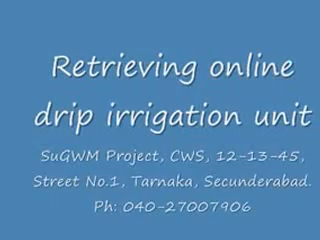 Retrieving online
drip irrigation unit
SuGWM Project, CWS, 12-13-45,
Street No.1, Tarnaka, Secunderabad.
Ph: 040-27007906